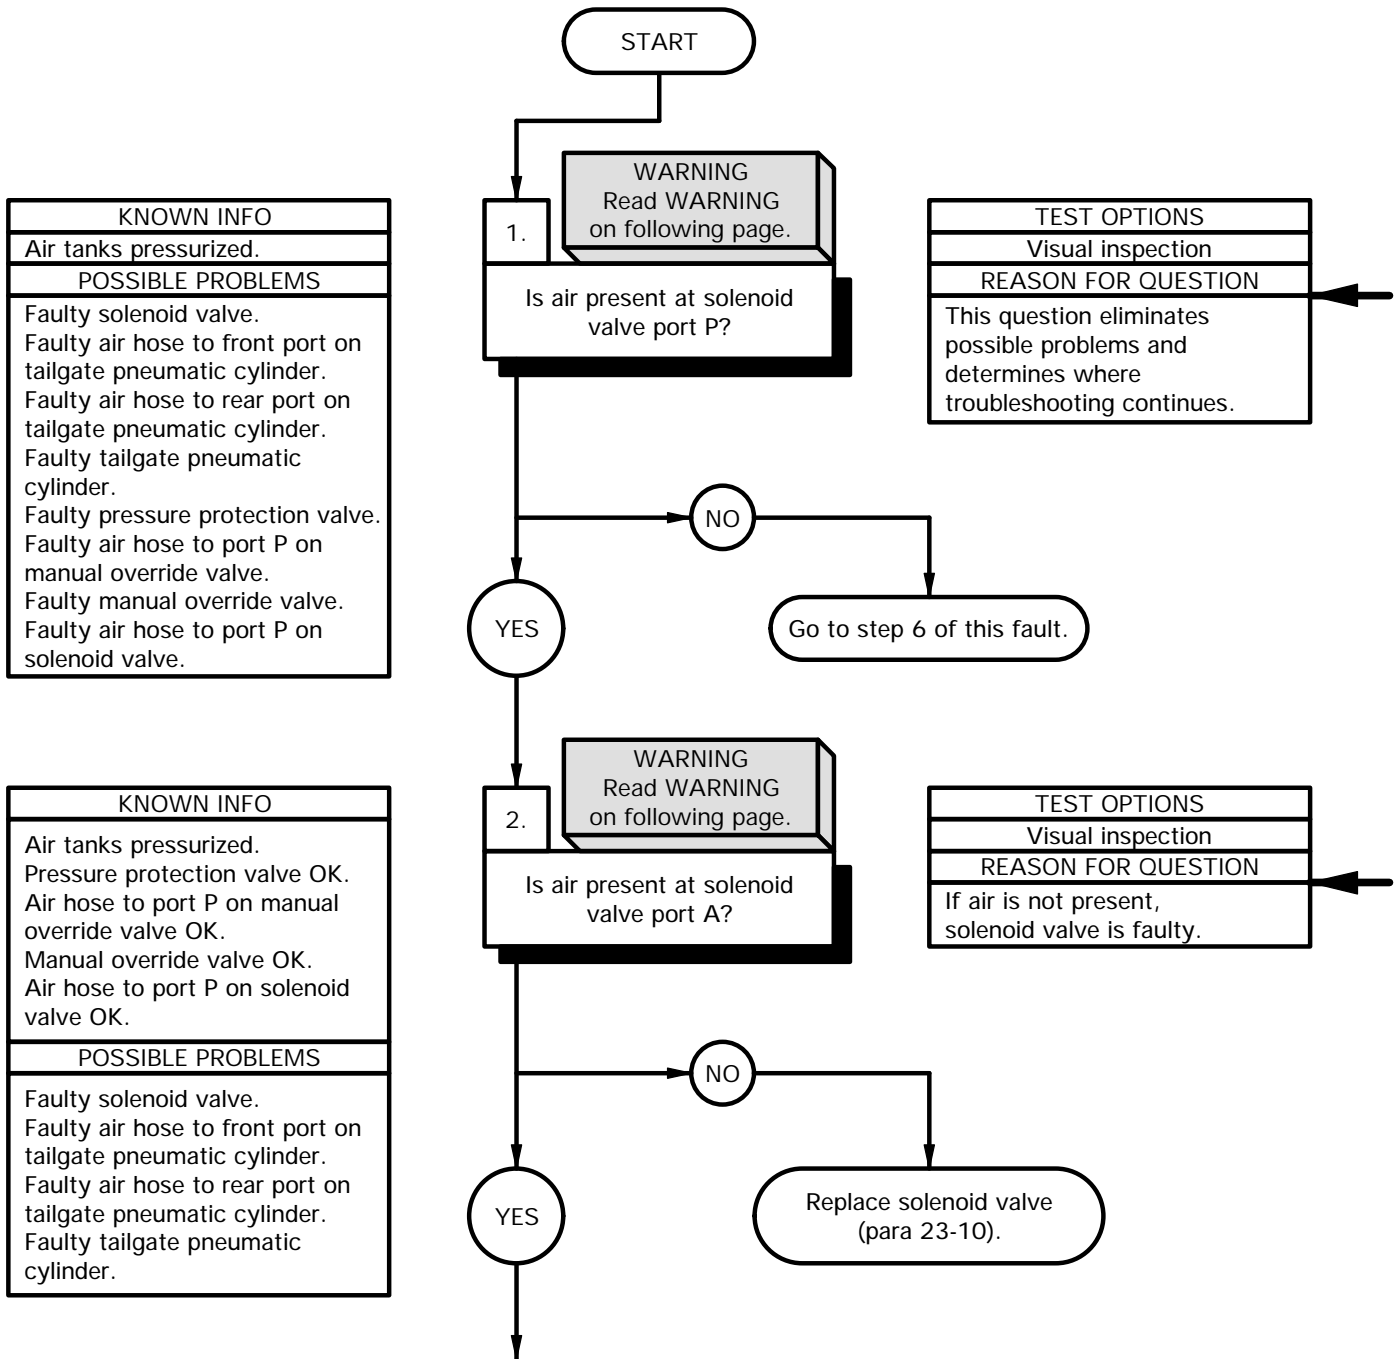 START
KNOWN INFO
Air tanks pressurized.
POSSIBLE PROBLEMS
Faulty solenoid valve.
Faulty air hose to front port on
tailgate pneumatic cylinder.
Faulty air hose to rear port on
tailgate pneumatic cylinder.
Faulty tailgate pneumatic
cylinder.
Faulty pressure protection valve.
Faulty air hose to port P on
manual override valve.
Faulty manual override valve.
Faulty air hose to port P on
solenoid valve.
1.
WARNING
Read WARNING
on following page.
Is air present at solenoid
valve port P?
TEST OPTIONS
Visual inspection
REASON FOR QUESTION
This question eliminates
possible problems and
determines where
troubleshooting continues.
NO
YES
Go to step 6 of this fault.
KNOWN INFO
Air tanks pressurized.
Pressure protection valve OK.
Air hose to port P on manual
override valve OK.
Manual override valve OK.
Air hose to port P on solenoid
valve OK.
POSSIBLE PROBLEMS
Faulty solenoid valve.
Faulty air hose to front port on
tailgate pneumatic cylinder.
Faulty air hose to rear port on
tailgate pneumatic cylinder.
Faulty tailgate pneumatic
cylinder.
2.
WARNING
Read WARNING
on following page.
Is air present at solenoid
valve port A?
TEST OPTIONS
Visual inspection
REASON FOR QUESTION
If air is not present,
solenoid valve is faulty.
NO
YES
Replace solenoid valve
(para 23-10).